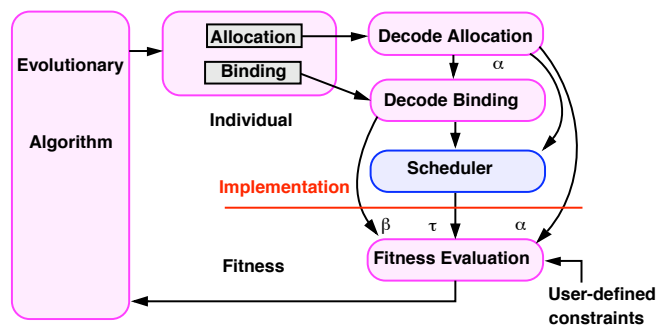 Evolutionary
Algorithm
Allocation
Binding
Individual
Decode Allocation
α
Decode Binding
Scheduler
Implementation
β
τ
α
Fitness
Fitness Evaluation
User-defined
constraints